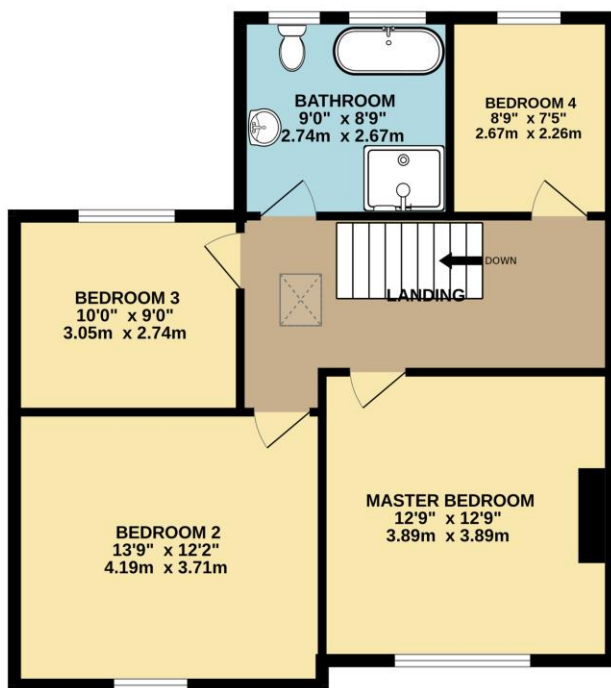 BATHROOM
9'0" x 8'9"
2.74m x 2.67m
BEDROOM 4
8'9" x 7'5"
2.67m x 2.26m
DOWN
LANDING
BEDROOM 3
10'0" x 9'0"
3.05m x 2.74m
MASTER BEDROOM
12'9" x 12'9"
3.89m x 3.89m
BEDROOM 2
13'9" x 12'2"
4.19m x 3.71m